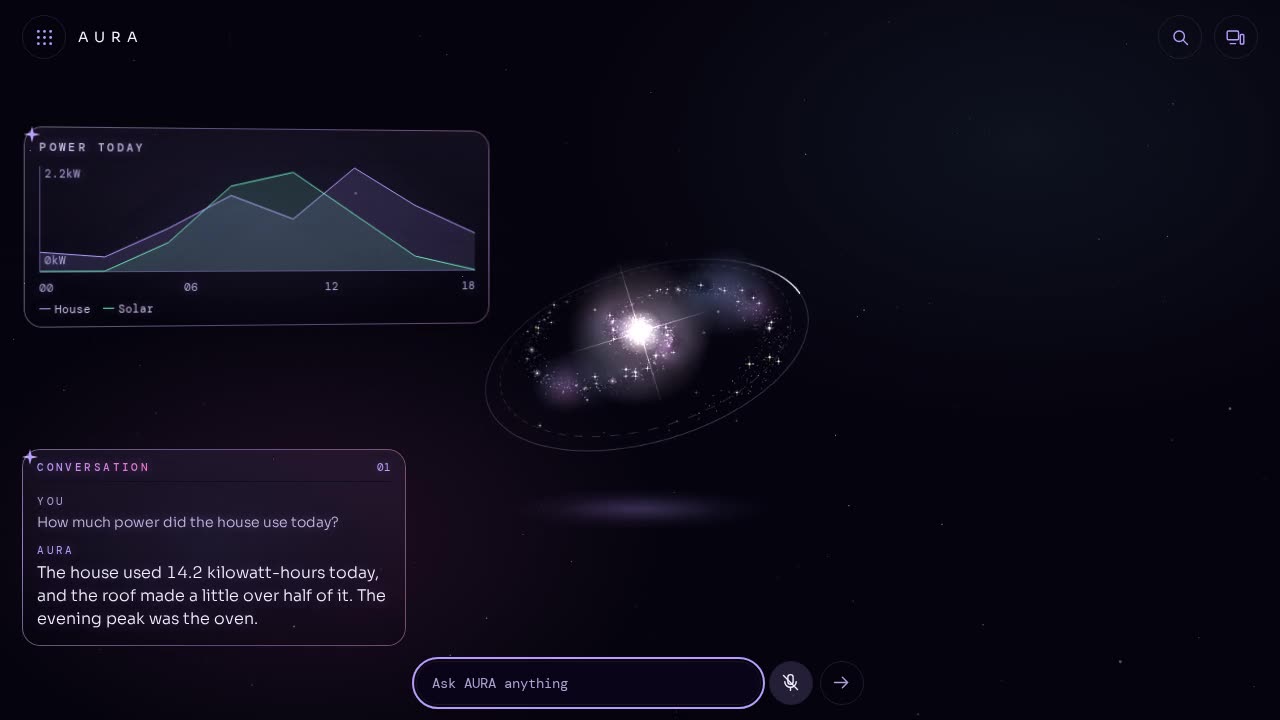 AURA
POWER TODAY
2.2kW
0kW
00 06 12 18
House Solar
CONVERSATION 01
YOU
How much power did the house use today?
AURA
The house used 14.2 kilowatt-hours today,
and the roof made a little over half of it. The
evening peak was the oven.
Ask AURA anything